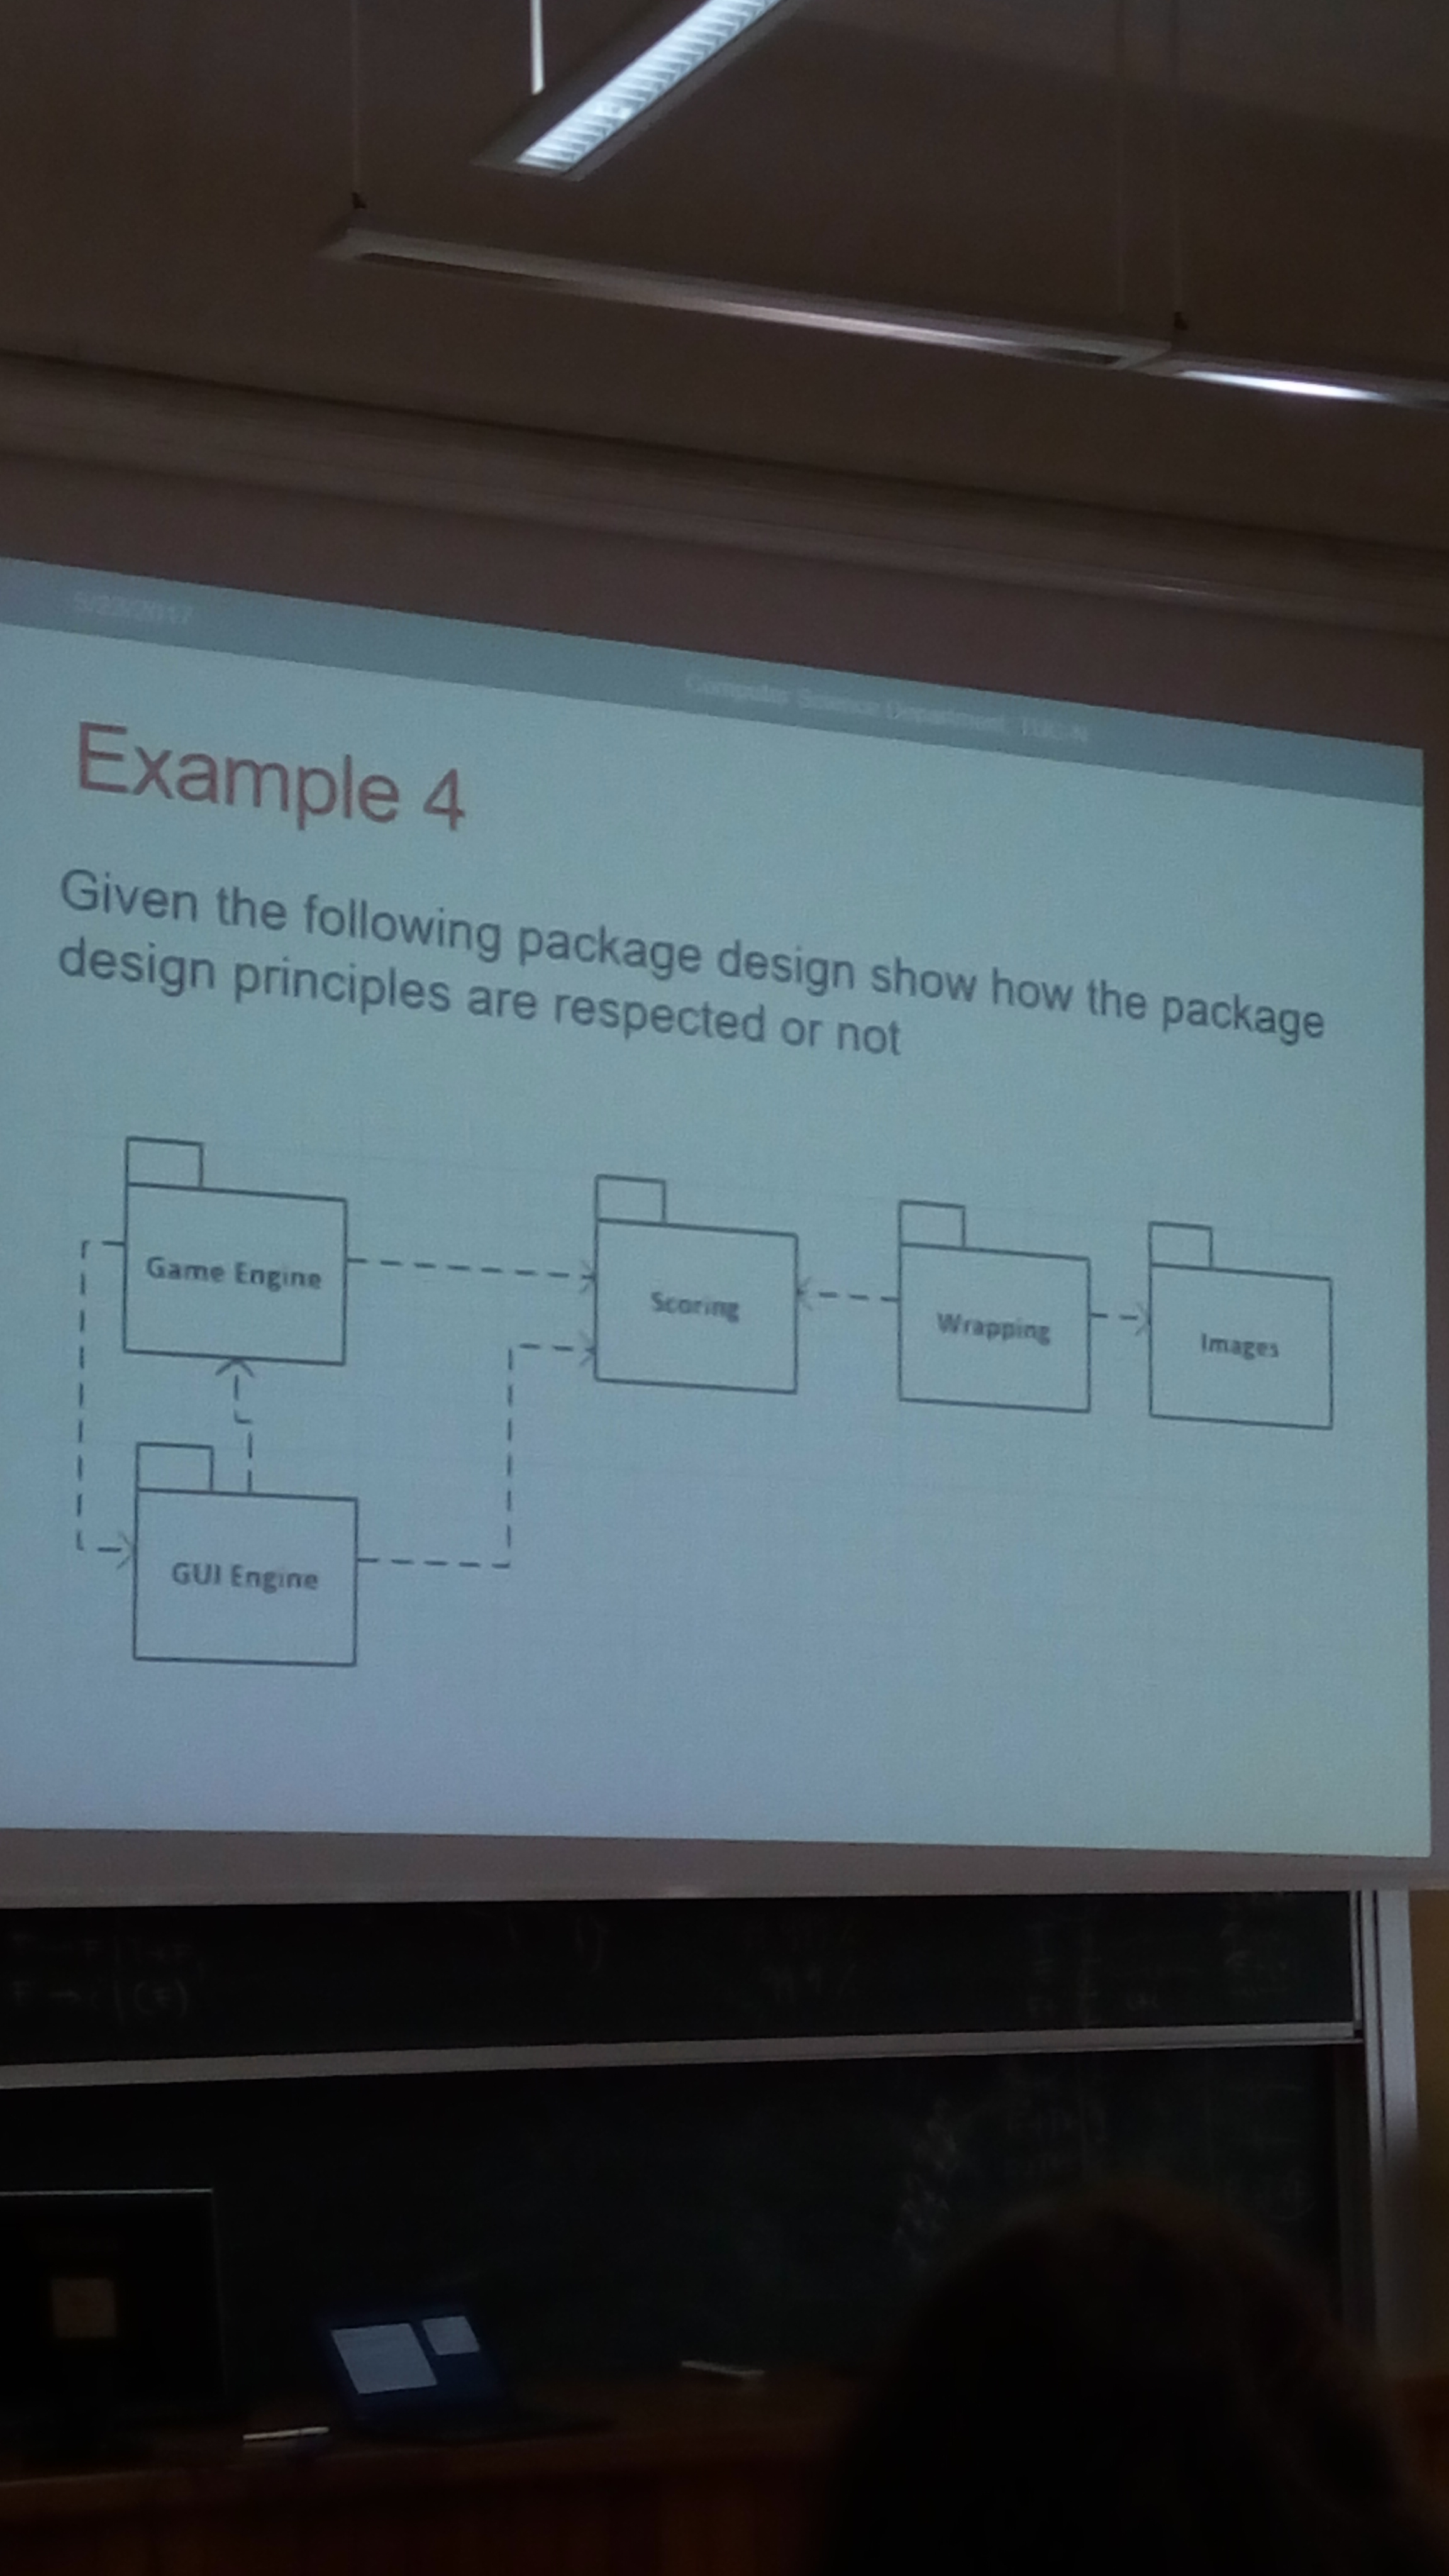 5/23/2017
Computer Science Department, TUC-N
Example 4
Given the following package design show how the package
design principles are respected or not
Game Engine
Scoring
Wrapping
Images
GUI Engine